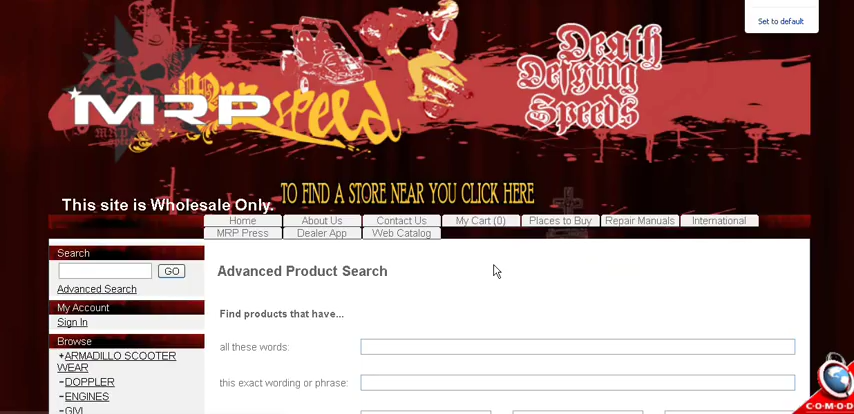 Set to default
Death
Defying
Speeds
MRP
speed
This site is Wholesale Only.
TO FIND A STORE NEAR YOU CLICK HERE
Home
About Us
Contact Us
My Cart (0)
Places to Buy
Repair Manuals
International
MRP Press
Dealer App
Web Catalog
Search
GO
Advanced Search
My Account
Sign In
Browse
+ARMADILLO SCOOTER
WEAR
-DOPPLER
-ENGINES
-GIVI
Advanced Product Search
Find products that have...
all these words:
this exact wording or phrase:
C·O·M·O·D